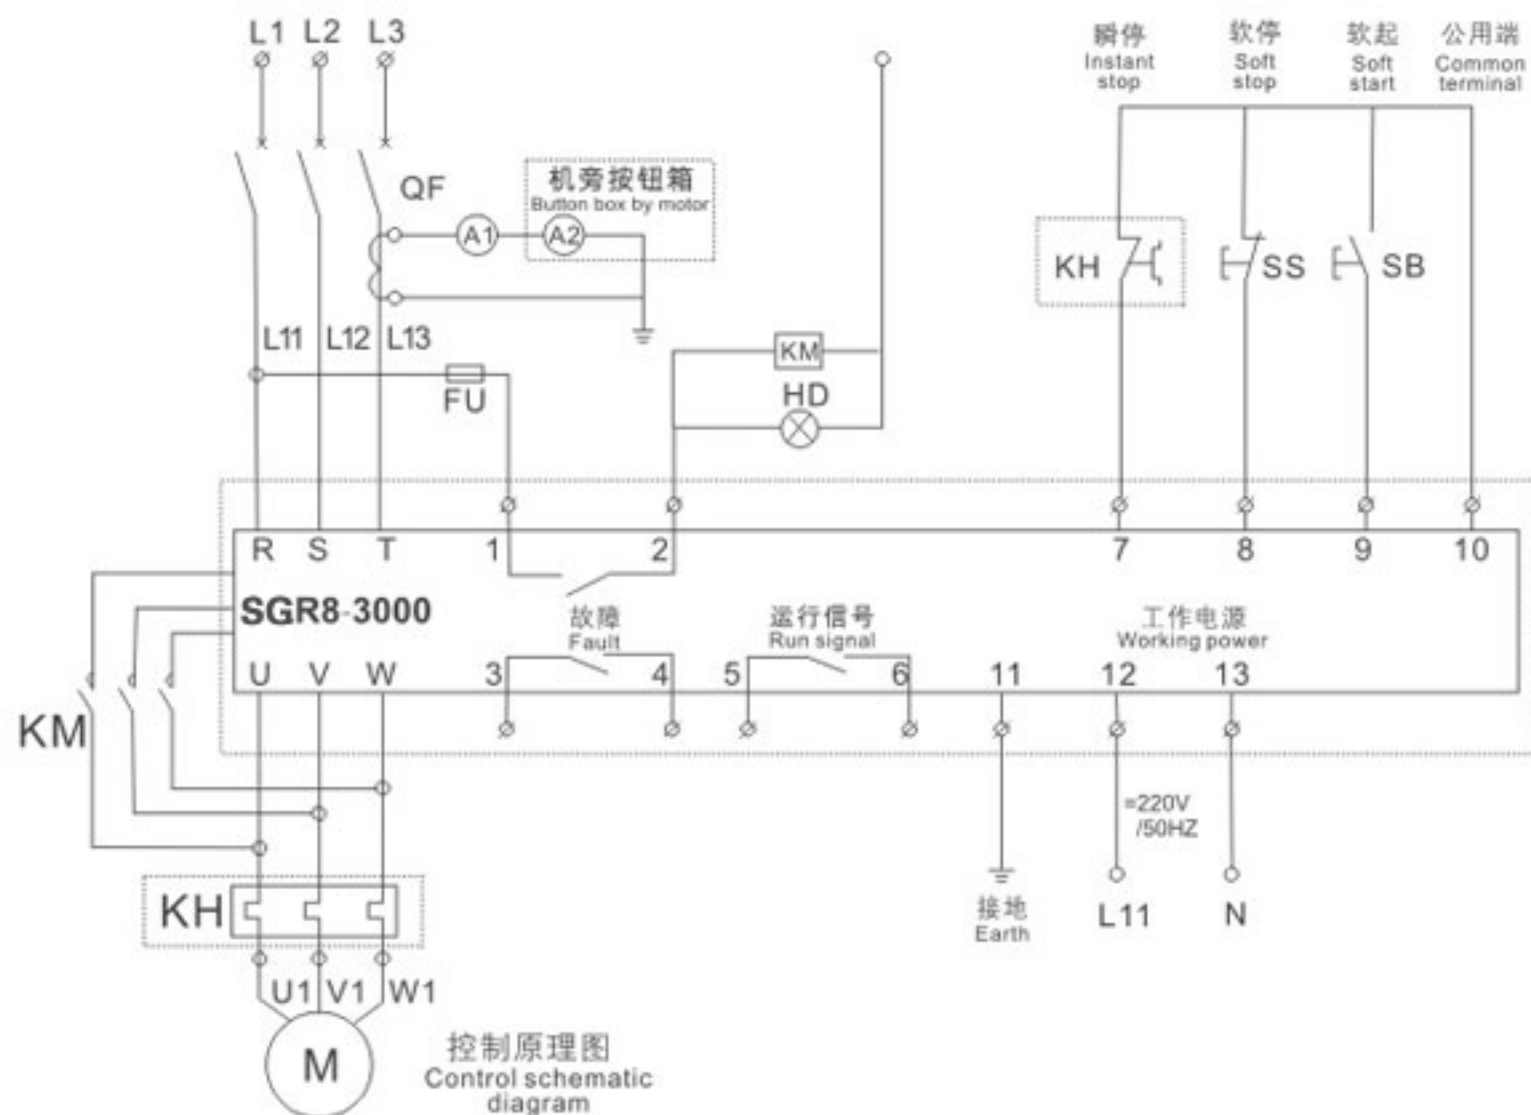 L1 L2 L3
瞬停 软停 软起 公用端
Instant Soft Soft Common
stop stop start terminal
QF
机旁按钮箱
Button box by motor
A1 A2
KH SS SB
L11 L12 L13
KM
FU
HD
R S T 1 2 7 8 9 10
SGR8-3000
故障 运行信号 工作电源
Fault Run signal Working power
U V W 3 4 5 6 11 12 13
KM
=220V
/50HZ
KH
接地
Earth
L11 N
U1 V1 W1
M
控制原理图
Control schematic
diagram